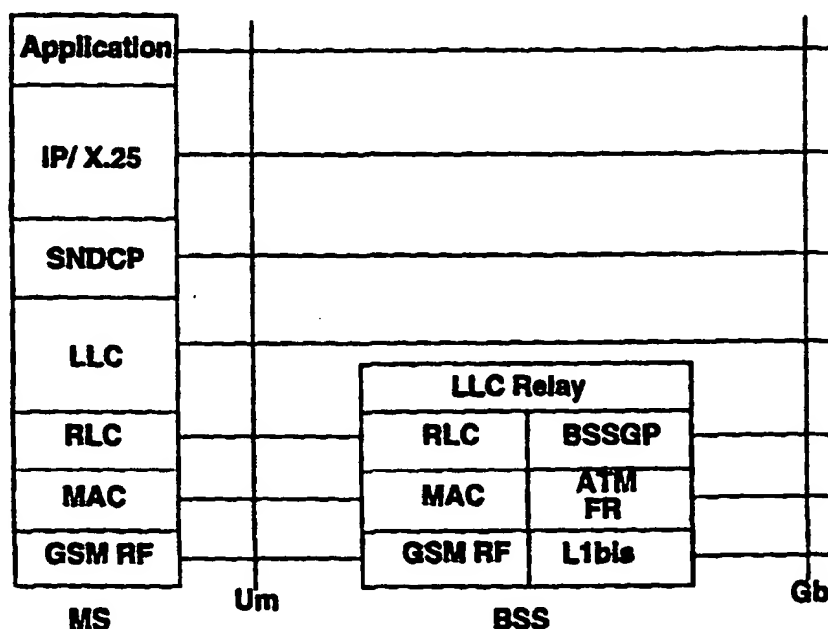 Application
IP/ X.25
SNDCP
LLC
LLC Relay
RLC
RLC
BSSGP
MAC
MAC
ATM
FR
GSM RF
GSM RF
L1bis
MS
Um
BSS
Gb